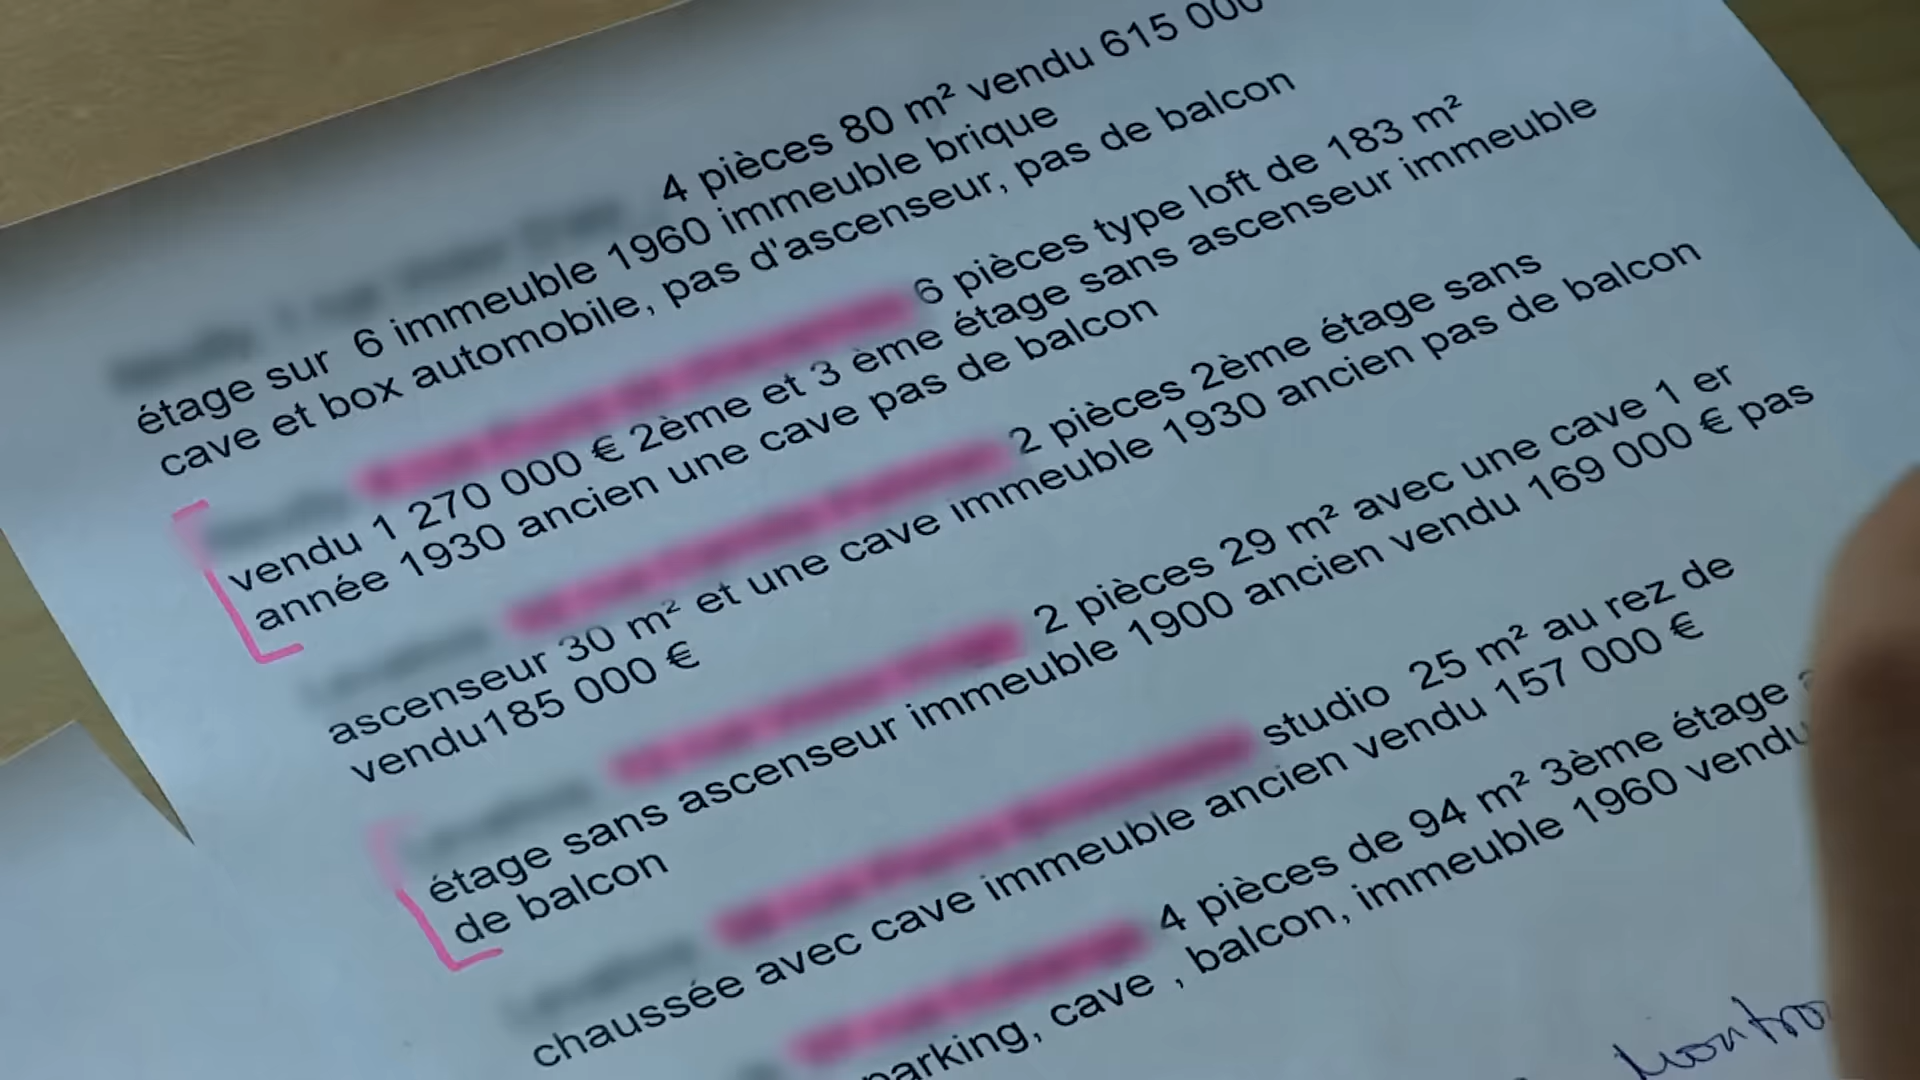 4 pièces 80 m² vendu 615 000
étage sur 6 immeuble 1960 immeuble brique
cave et box automobile, pas d'ascenseur, pas de balcon
6 pièces type loft de 183 m²
vendu 1 270 000 € 2ème et 3 ème étage sans ascenseur immeuble
année 1930 ancien une cave pas de balcon
2 pièces 2ème étage sans
ascenseur 30 m² et une cave immeuble 1930 ancien pas de balcon
vendu185 000 €
2 pièces 29 m² avec une cave 1 er
étage sans ascenseur immeuble 1900 ancien vendu 169 000 € pas
de balcon
studio 25 m² au rez de
chaussée avec cave immeuble ancien vendu 157 000 €
4 pièces de 94 m² 3ème étage
parking, cave , balcon, immeuble 1960 vendu